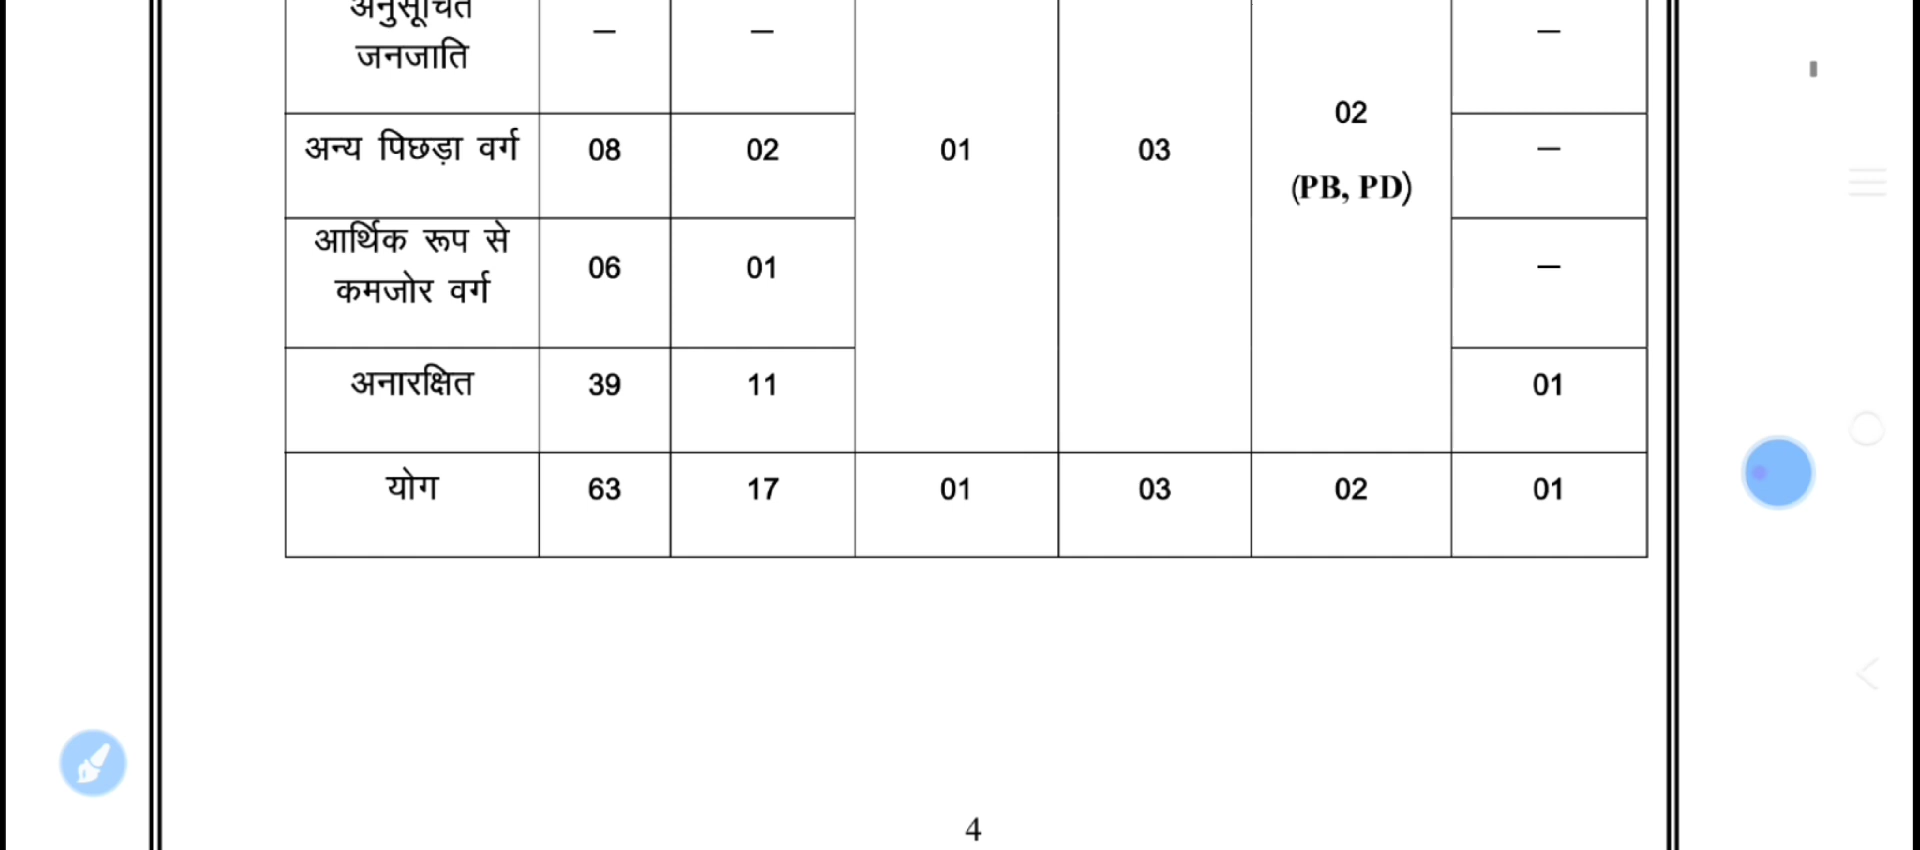 अनुसूचित
जनजाति
— — —
02
(PB, PD)
अन्य पिछड़ा वर्ग 08 02 01 03 —
आर्थिक रूप से
कमजोर वर्ग
06 01 —
अनारक्षित 39 11 01
योग 63 17 01 03 02 01
4